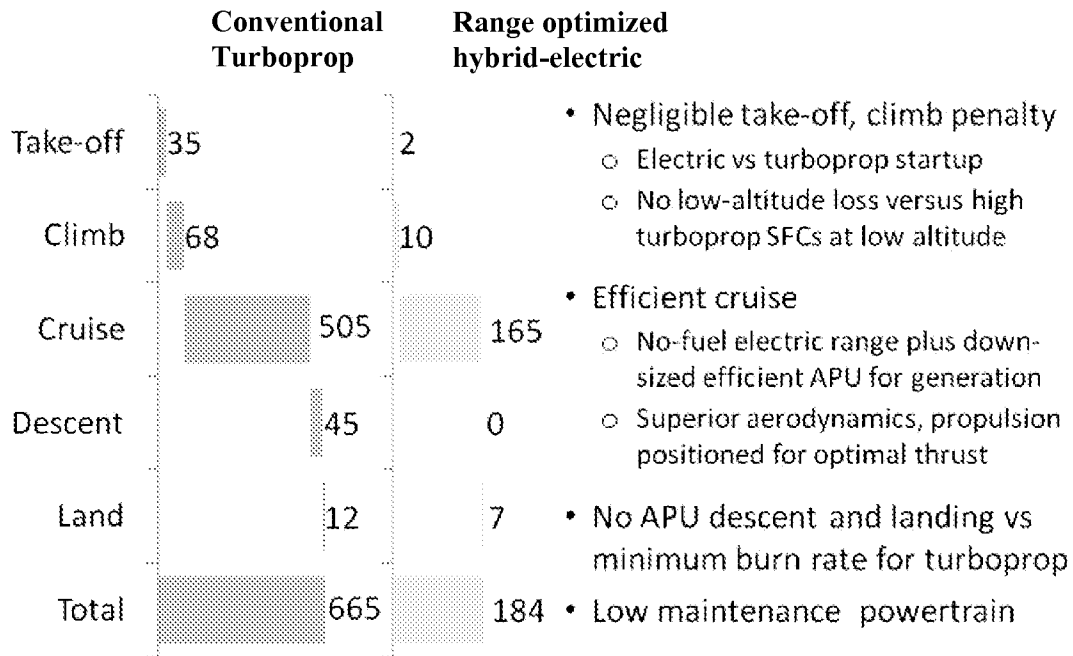 Conventional Turboprop
Range optimized hybrid-electric
Take-off 35 2
Climb 68 10
Cruise 505 165
Descent 45 0
Land 12 7
Total 665 184
• Negligible take-off, climb penalty
○ Electric vs turboprop startup
○ No low-altitude loss versus high
turboprop SFCs at low altitude
• Efficient cruise
○ No-fuel electric range plus down-
sized efficient APU for generation
○ Superior aerodynamics, propulsion
positioned for optimal thrust
• No APU descent and landing vs
minimum burn rate for turboprop
• Low maintenance powertrain